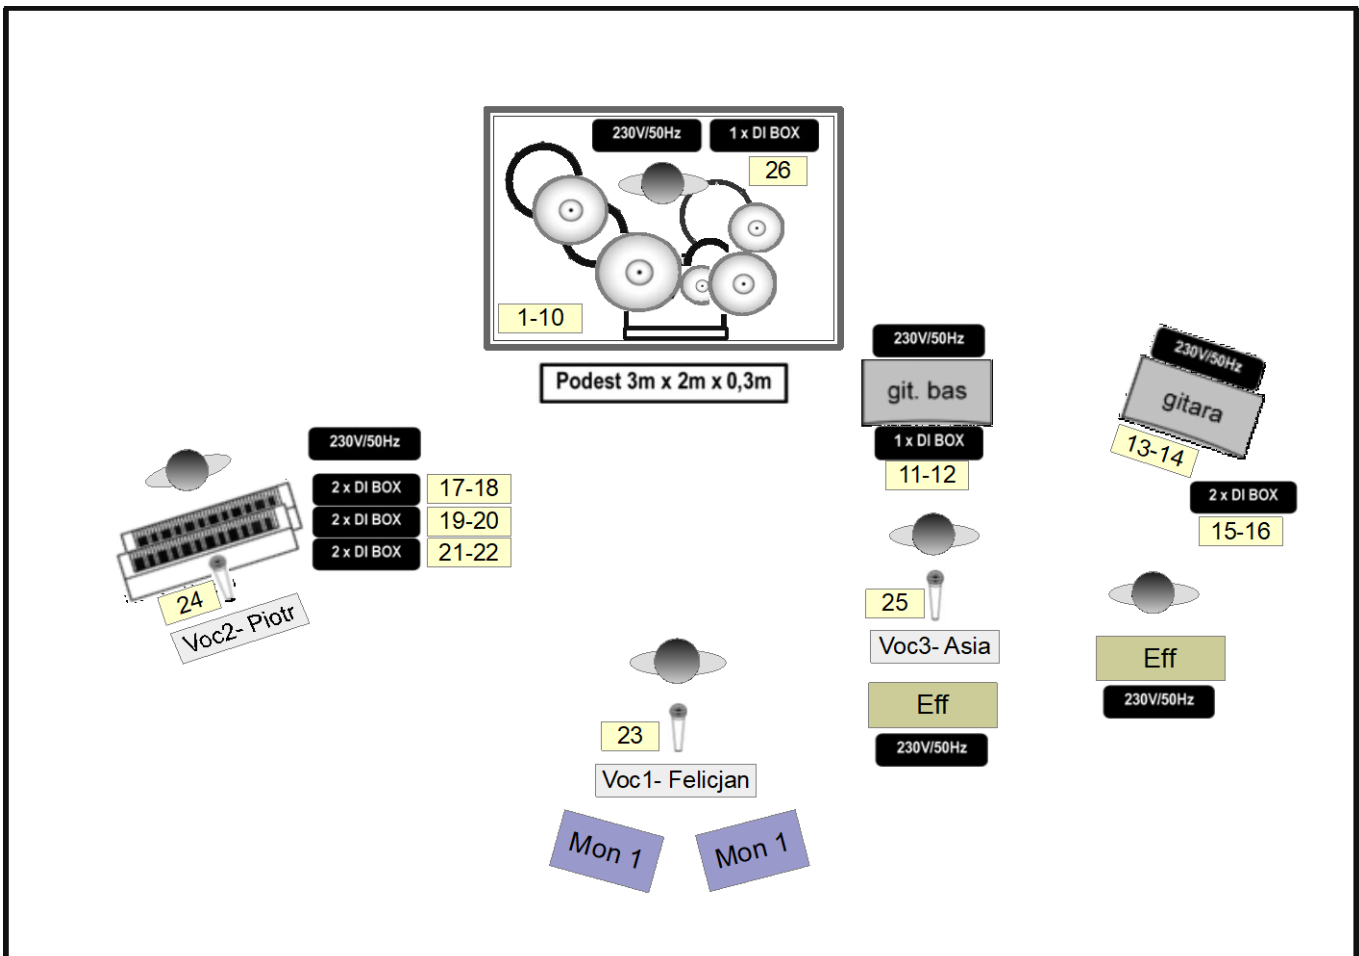 230V/50Hz
1 x DI BOX
26
1-10
Podest 3m x 2m x 0,3m
230V/50Hz
git. bas
1 x DI BOX
11-12
230V/50Hz
gitara
13-14
2 x DI BOX
15-16
230V/50Hz
2 x DI BOX
17-18
2 x DI BOX
19-20
2 x DI BOX
21-22
24
Voc2- Piotr
25
Voc3- Asia
Eff
230V/50Hz
Eff
230V/50Hz
23
Voc1- Felicjan
Mon 1
Mon 1